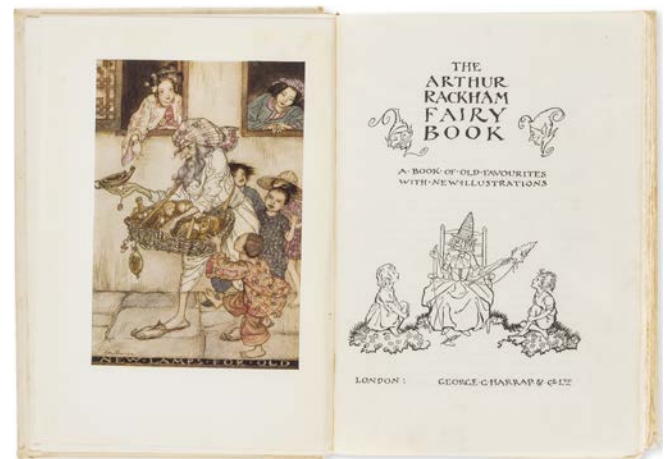 NEW·LAMPS·FOR·OLD
THE
ARTHUR
RACKHAM
FAIRY
BOOK
A·BOOK·OF·OLD·FAVOURITES
WITH·NEW·ILLUSTRATIONS
LONDON: GEORGE·G·HARRAP·&·Cº LTD